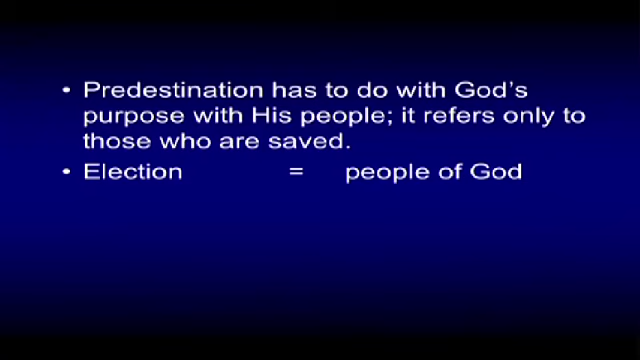 • Predestination has to do with God's
purpose with His people; it refers only to
those who are saved.
• Election = people of God